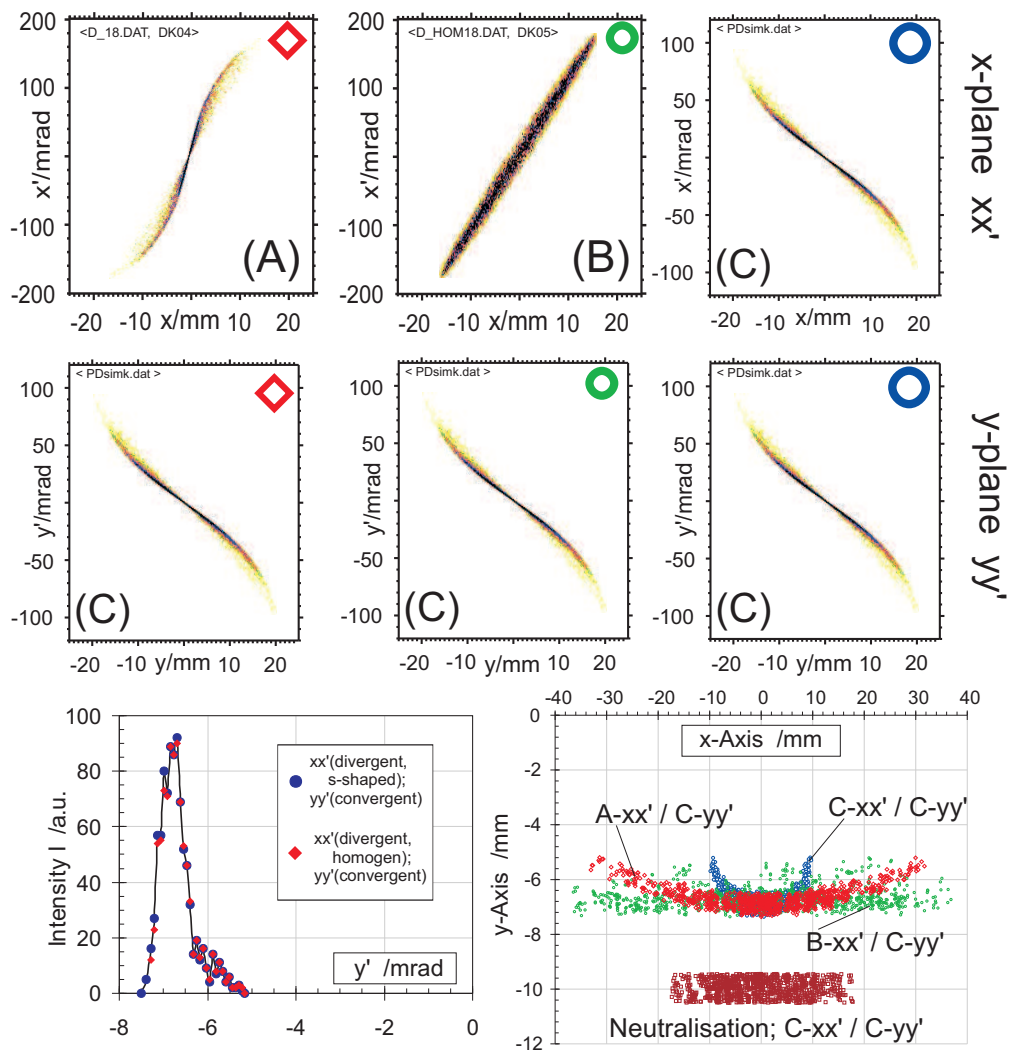 <D_18.DAT, DK04>
200
100
0
-100
-200
x'/mrad
(A)
-20 -10 x/mm 10 20
<D_HOM18.DAT, DK05>
200
100
0
-100
-200
x'/mrad
(B)
-20 -10 x/mm 10 20
< PDsimk.dat >
100
50
0
-50
-100
x'/mrad
(C)
-20 -10 x/mm 10 20
x-plane xx'
< PDsimk.dat >
100
50
0
-50
-100
y'/mrad
(C)
-20 -10 y/mm 10 20
< PDsimk.dat >
100
50
0
-50
-100
y'/mrad
(C)
-20 -10 y/mm 10 20
< PDsimk.dat >
100
50
0
-50
-100
y'/mrad
(C)
-20 -10 y/mm 10 20
y-plane yy'
100
80
60
40
20
0
Intensity I /a.u.
xx'(divergent,
s-shaped);
yy'(convergent)
xx'(divergent,
homogen);
yy'(convergent)
y' /mrad
-8 -6 -4 -2 0
-40 -30 -20 -10 0 10 20 30 40
x-Axis /mm
0
-2
-4
-6
-8
-10
-12
y-Axis /mm
A-xx' / C-yy'
C-xx' / C-yy'
B-xx' / C-yy'
Neutralisation; C-xx' / C-yy'